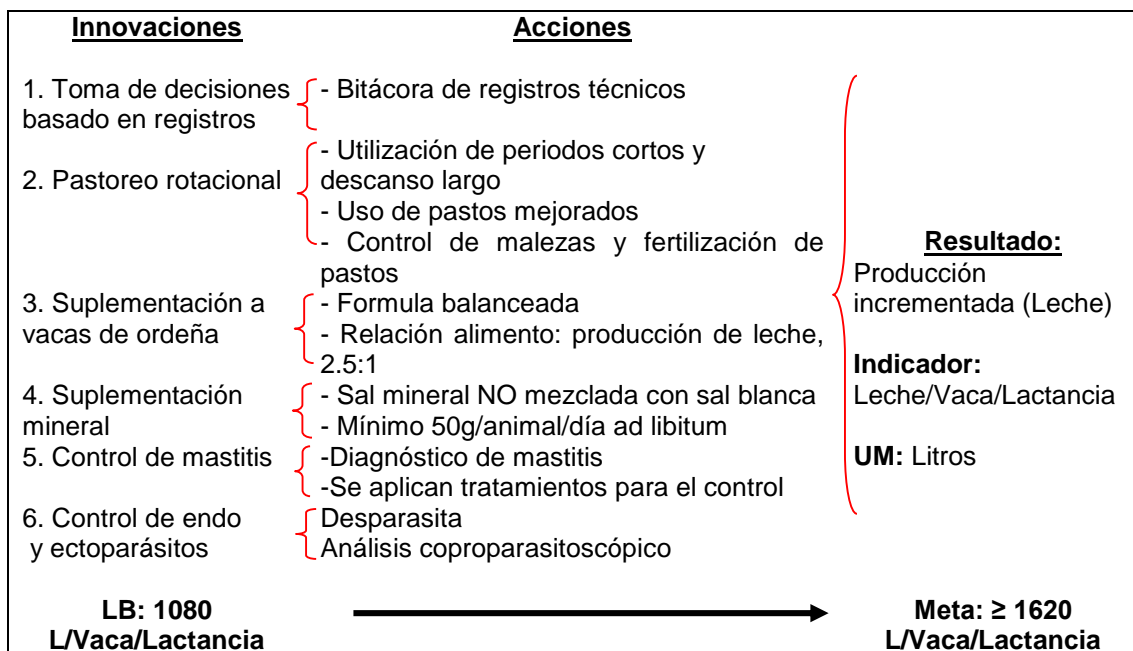 Innovaciones
Acciones
1. Toma de decisiones
basado en registros
- Bitácora de registros técnicos
2. Pastoreo rotacional
- Utilización de periodos cortos y
descanso largo
- Uso de pastos mejorados
- Control de malezas y fertilización de
pastos
3. Suplementación a
vacas de ordeña
- Formula balanceada
- Relación alimento: producción de leche,
2.5:1
4. Suplementación
mineral
- Sal mineral NO mezclada con sal blanca
- Mínimo 50g/animal/día ad libitum
5. Control de mastitis
-Diagnóstico de mastitis
-Se aplican tratamientos para el control
6. Control de endo
y ectoparásitos
Desparasita
Análisis coproparasitoscópico
Resultado:
Producción
incrementada (Leche)
Indicador:
Leche/Vaca/Lactancia
UM: Litros
LB: 1080
L/Vaca/Lactancia
Meta: ≥ 1620
L/Vaca/Lactancia